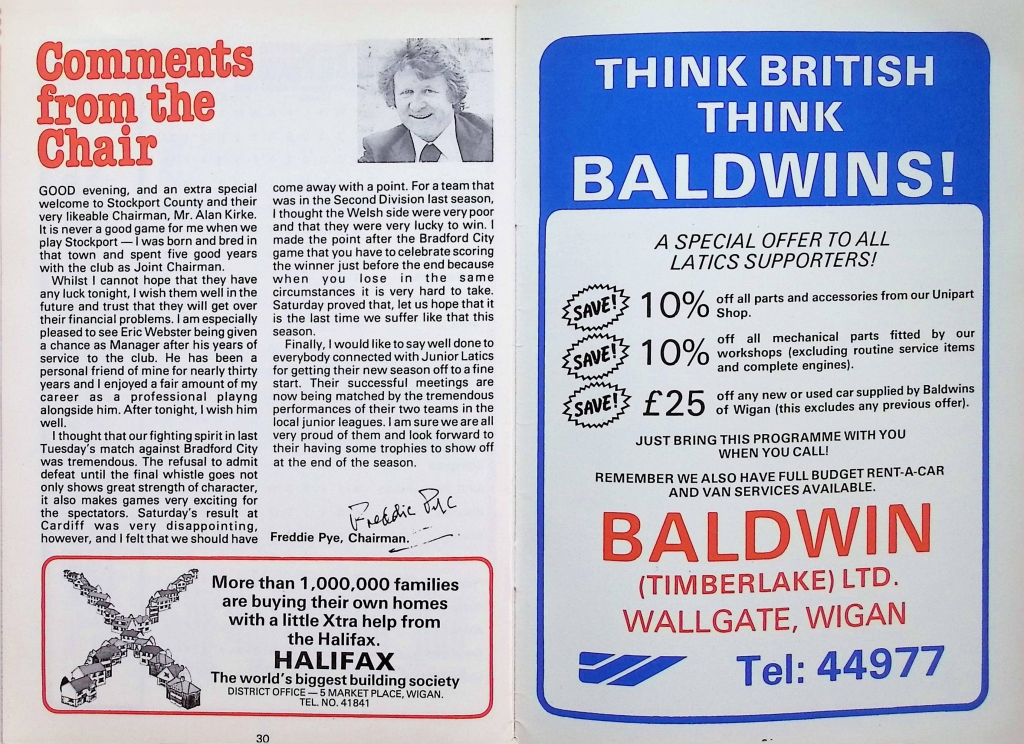 Comments
from the
Chair
GOOD evening, and an extra special
welcome to Stockport County and their
very likeable Chairman, Mr. Alan Kirke.
It is never a good game for me when we
play Stockport — I was born and bred in
that town and spent five good years
with the club as Joint Chairman.
Whilst I cannot hope that they have
any luck tonight, I wish them well in the
future and trust that they will get over
their financial problems. I am especially
pleased to see Eric Webster being given
a chance as Manager after his years of
service to the club. He has been a
personal friend of mine for nearly thirty
years and I enjoyed a fair amount of my
career as a professional playng
alongside him. After tonight, I wish him
well.
I thought that our fighting spirit in last
Tuesday's match against Bradford City
was tremendous. The refusal to admit
defeat until the final whistle goes not
only shows great strength of character,
it also makes games very exciting for
the spectators. Saturday's result at
Cardiff was very disappointing,
however, and I felt that we should have
come away with a point. For a team that
was in the Second Division last season,
I thought the Welsh side were very poor
and that they were very lucky to win. I
made the point after the Bradford City
game that you have to celebrate scoring
the winner just before the end because
when you lose in the same
circumstances it is very hard to take.
Saturday proved that, let us hope that it
is the last time we suffer like that this
season.
Finally, I would like to say well done to
everybody connected with Junior Latics
for getting their new season off to a fine
start. Their successful meetings are
now being matched by the tremendous
performances of their two teams in the
local junior leagues. I am sure we are all
very proud of them and look forward to
their having some trophies to show off
at the end of the season.
Freddie Pye
Freddie Pye, Chairman.
More than 1,000,000 families
are buying their own homes
with a little Xtra help from
the Halifax.
HALIFAX
The world's biggest building society
DISTRICT OFFICE — 5 MARKET PLACE, WIGAN.
TEL. NO. 41841
30
THINK BRITISH
THINK
BALDWINS!
A SPECIAL OFFER TO ALL
LATICS SUPPORTERS!
SAVE! 10% off all parts and accessories from our Unipart
Shop.
SAVE! 10% off all mechanical parts fitted by our
workshops (excluding routine service items
and complete engines).
SAVE! £25 off any new or used car supplied by Baldwins
of Wigan (this excludes any previous offer).
JUST BRING THIS PROGRAMME WITH YOU
WHEN YOU CALL!
REMEMBER WE ALSO HAVE FULL BUDGET RENT-A-CAR
AND VAN SERVICES AVAILABLE.
BALDWIN
(TIMBERLAKE) LTD.
WALLGATE, WIGAN
Tel: 44977